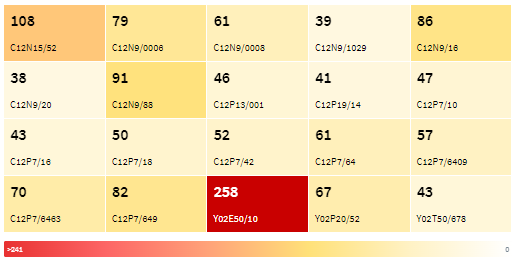 108 79 61 39 86
C12N15/52 C12N9/0006 C12N9/0008 C12N9/1029 C12N9/16
38 91 46 41 47
C12N9/20 C12N9/88 C12P13/001 C12P19/14 C12P7/10
43 50 52 61 57
C12P7/16 C12P7/18 C12P7/42 C12P7/64 C12P7/6409
70 82 258 67 43
C12P7/6463 C12P7/649 Y02E50/10 Y02P20/52 Y02T50/678
>241 0